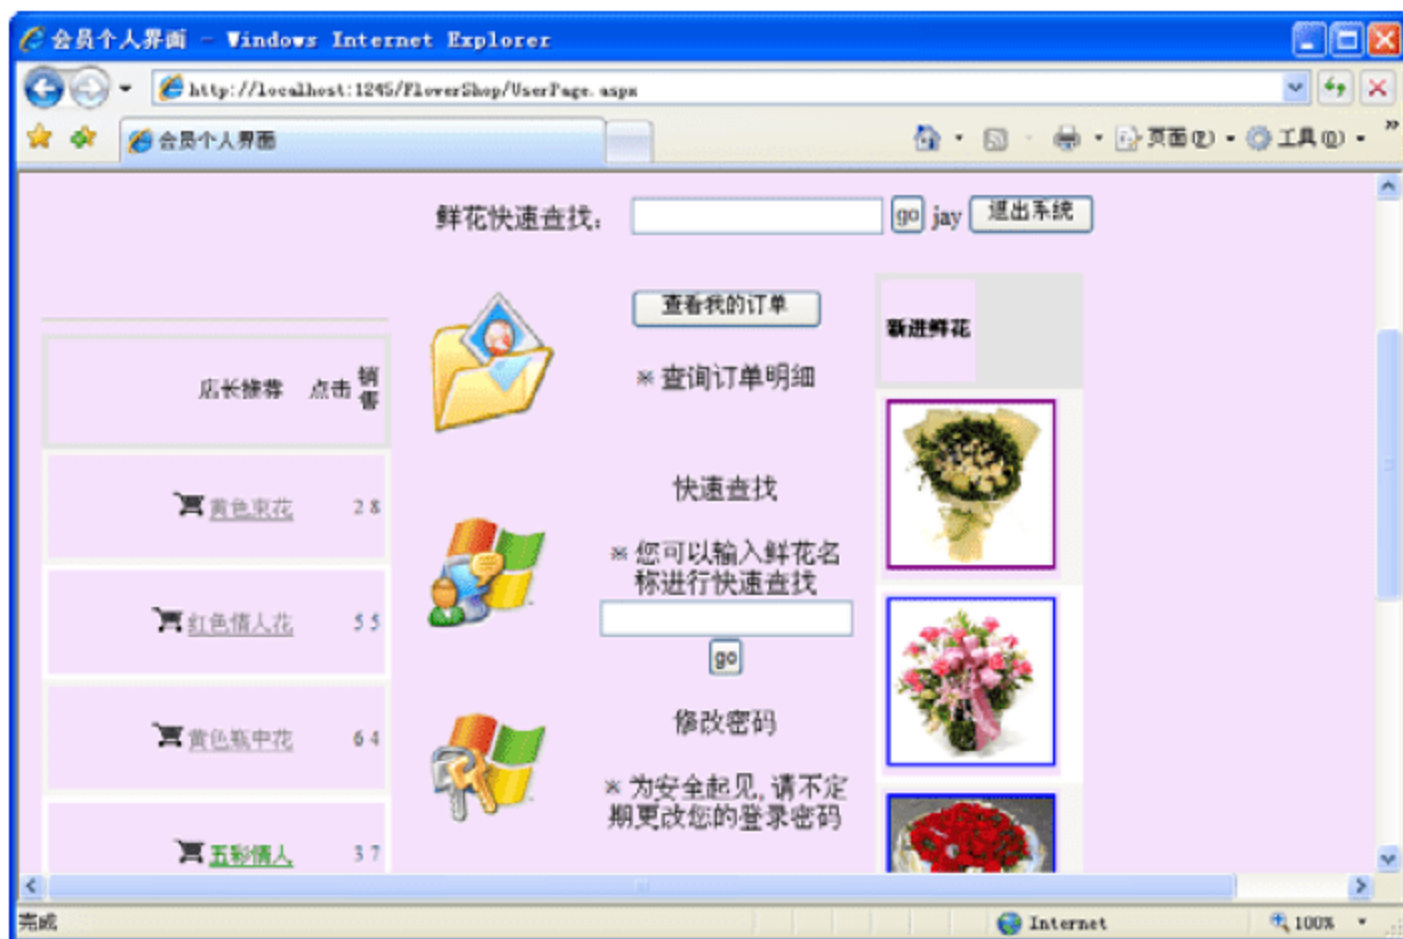 会员个人界面 - Windows Internet Explorer
http://localhost:1245/FlowerShop/UserPage.aspx
会员个人界面
页面(P)
工具(O)
鲜花快速查找：
go
jay
退出系统
店长推荐 点击 销售
黄色束花 28
红色情人花 55
黄色瓶中花 64
五彩情人 37
查看我的订单
※ 查询订单明细
快速查找
※ 您可以输入鲜花名
称进行快速查找
go
修改密码
※ 为安全起见,请不定
期更改您的登录密码
新进鲜花
完成
Internet
100%